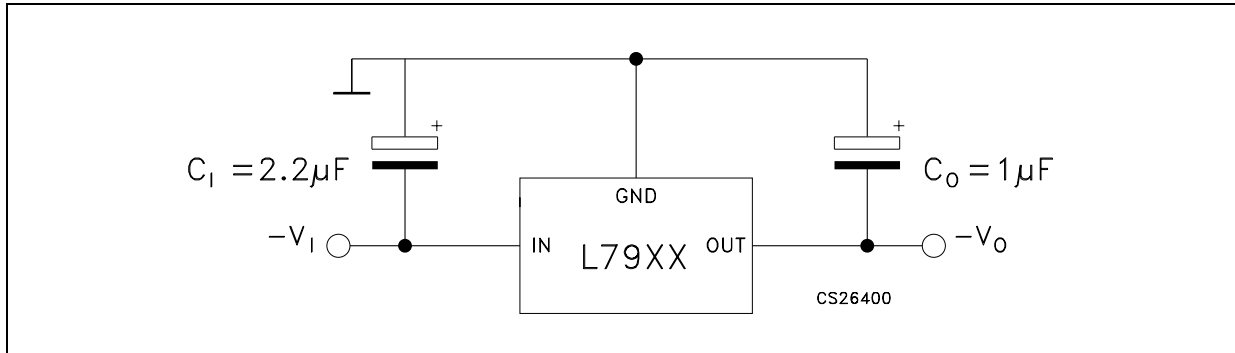 +
+
C_I =2.2µF
C_O =1µF
GND
-V_I
IN
L79XX
OUT
-V_O
CS26400